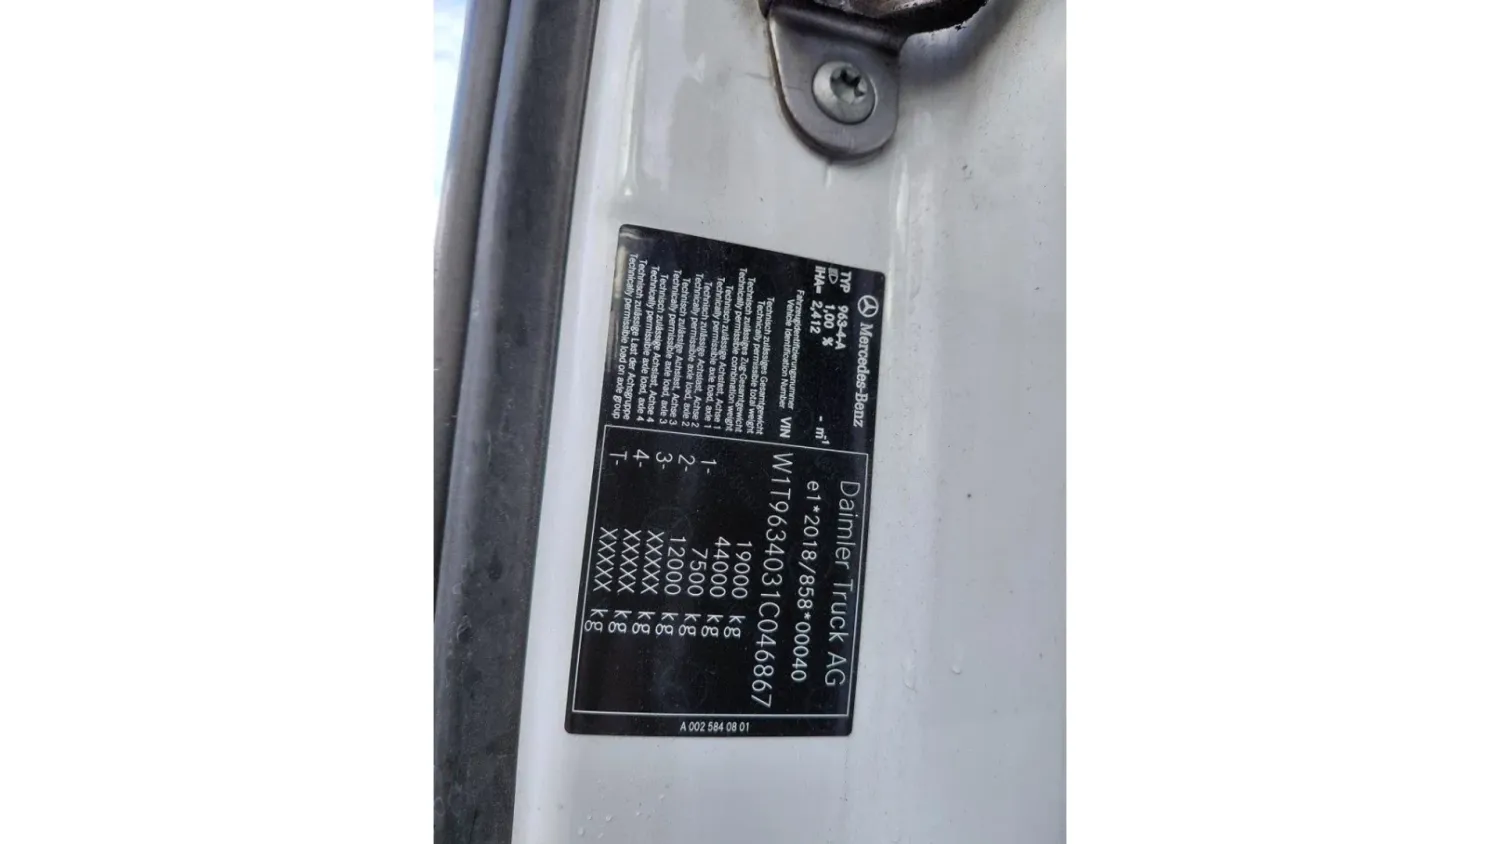 Mercedes-Benz
TYP 963-4-A
1,00 %
IHA= 2,412
- m⁻¹
Daimler Truck AG
e1*2018/858*00040
Fahrzeugidentifizierungsnummer
Vehicle Identification Number
VIN W1T9634031C046867
Technisch zulässiges Gesamtgewicht
Technically permissible total weight
19000 kg
Technisch zulässiges Zug-Gesamtgewicht
Technically permissible combination weight
44000 kg
Technisch zulässige Achslast, Achse 1
Technically permissible axle load, axle 1
1- 7500 kg
Technisch zulässige Achslast, Achse 2
Technically permissible axle load, axle 2
2- 12000 kg
Technisch zulässige Achslast, Achse 3
Technically permissible axle load, axle 3
3- XXXXX kg
Technisch zulässige Achslast, Achse 4
Technically permissible axle load, axle 4
4- XXXXX kg
Technisch zulässige Last der Achsgruppe
Technically permissible load on axle group
T- XXXXX kg
A 002 584 08 01